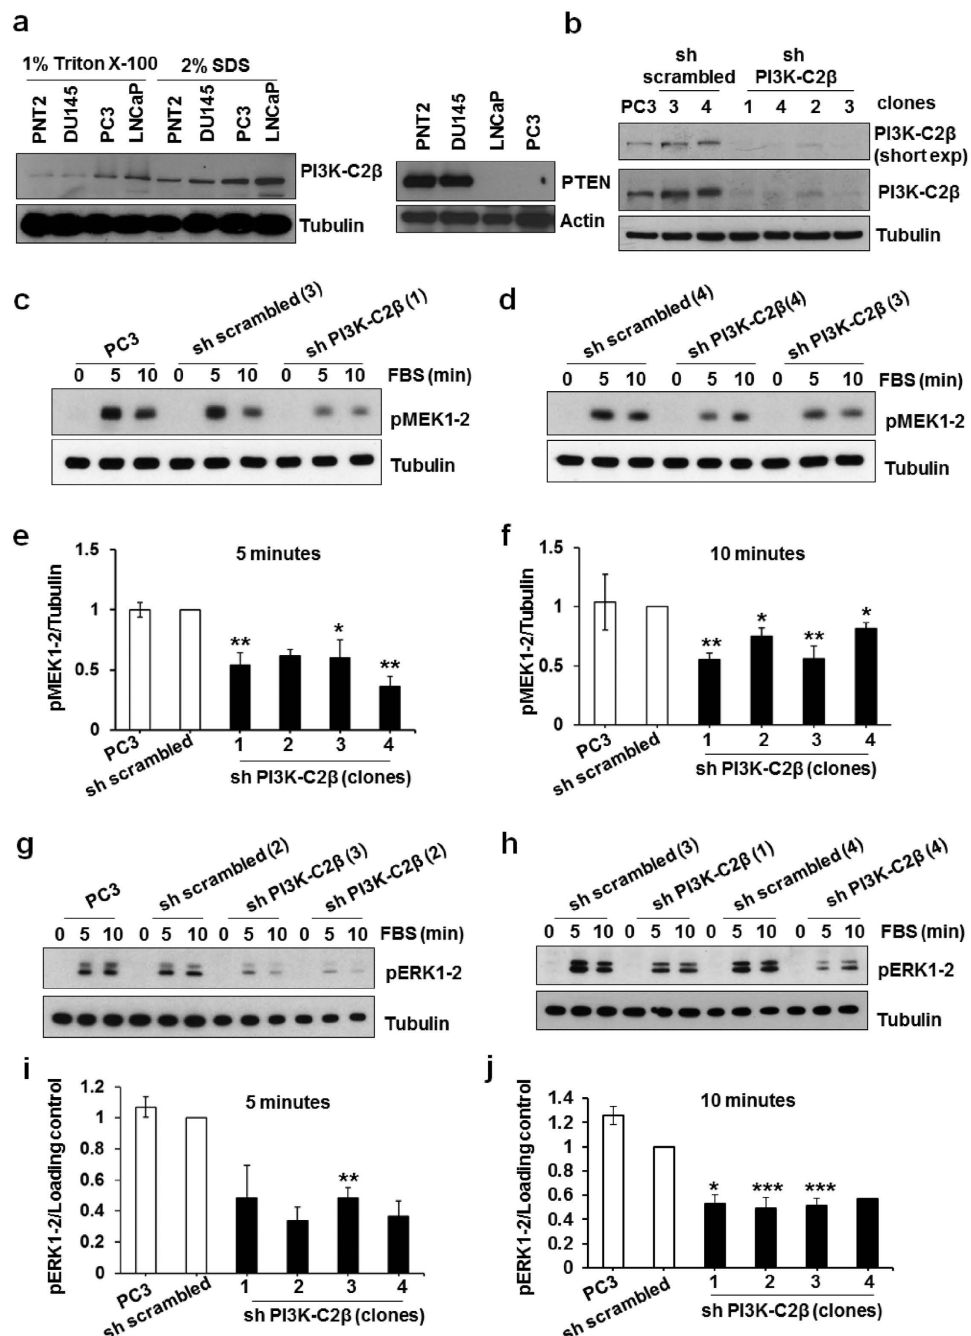 a
1% Triton X-100 2% SDS
PNT2 DU145 PC3 LNCaP PNT2 DU145 PC3 LNCaP
PI3K-C2β
Tubulin
PNT2 DU145 LNCaP PC3
PTEN
Actin
b
sh scrambled
sh PI3K-C2β
PC3 3 4 1 4 2 3 clones
PI3K-C2β
(short exp)
PI3K-C2β
Tubulin
c
PC3 sh scrambled (3) sh PI3K-C2β (1)
0 5 10 0 5 10 0 5 10 FBS (min)
pMEK1-2
Tubulin
d
sh scrambled (4) sh PI3K-C2β(4) sh PI3K-C2β (3)
0 5 10 0 5 10 0 5 10 FBS (min)
pMEK1-2
Tubulin
e
5 minutes
pMEK1-2/Tubulin
1.5
1
0.5
0
** * **
PC3 sh scrambled 1 2 3 4
sh PI3K-C2β (clones)
f
10 minutes
pMEK1-2/Tubulin
1.5
1
0.5
0
** * ** *
PC3 sh scrambled 1 2 3 4
sh PI3K-C2β (clones)
g
PC3 sh scrambled (2) sh PI3K-C2β (3) sh PI3K-C2β (2)
0 5 10 0 5 10 0 5 10 0 5 10 FBS (min)
pERK1-2
Tubulin
h
sh scrambled (3) sh PI3K-C2β (1) sh scrambled (4) sh PI3K-C2β (4)
0 5 10 0 5 10 0 5 10 0 5 10 FBS (min)
pERK1-2
Tubulin
i
5 minutes
pERK1-2/Loading control
1.2
1
0.8
0.6
0.4
0.2
0
**
PC3 sh scrambled 1 2 3 4
sh PI3K-C2β (clones)
j
10 minutes
pERK1-2/Loading control
1.4
1.2
1
0.8
0.6
0.4
0.2
0
* *** ***
PC3 sh scrambled 1 2 3 4
sh PI3K-C2β (clones)